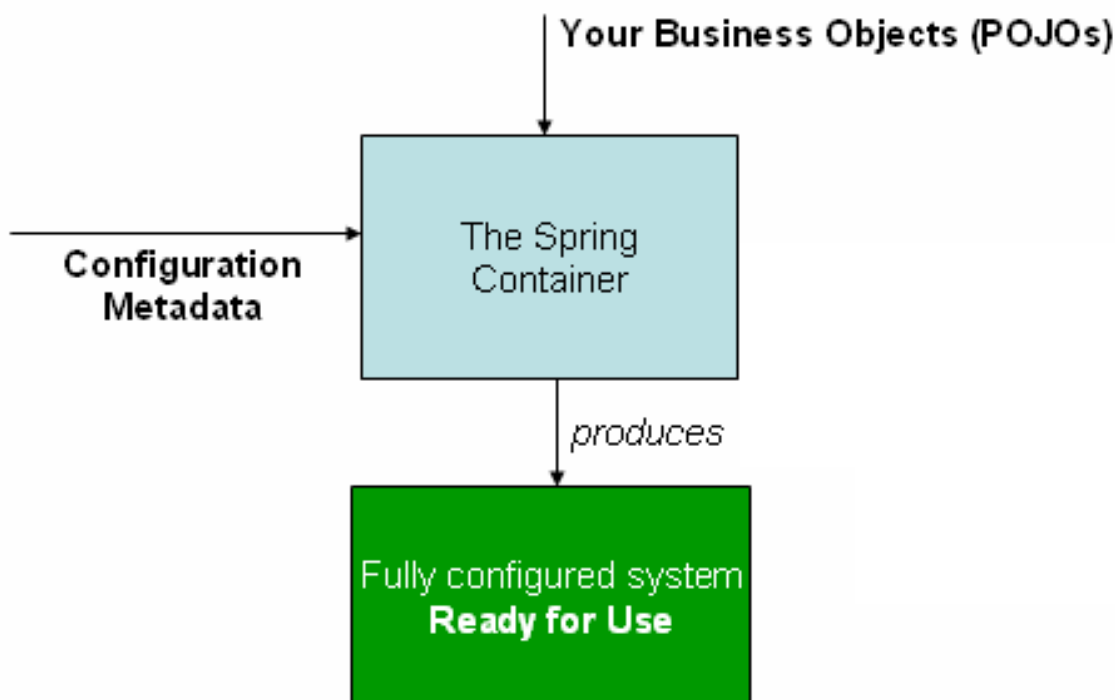 Your Business Objects (POJOs)
The Spring
Container
Configuration
Metadata
produces
Fully configured system
Ready for Use